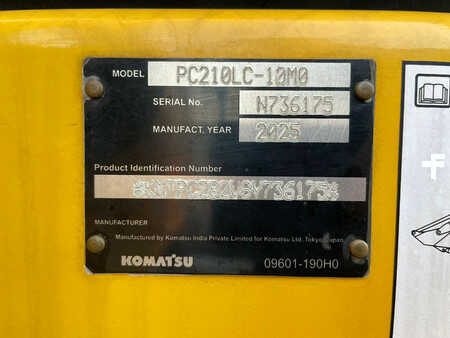 MODEL PC210LC-10M0
SERIAL No. N736175
MANUFACT. YEAR 2025
Product Identification Number
MANUFACTURER
Manufactured by Komatsu India Private Limited for Komatsu Ltd. Tokyo, Japan
KOMATSU 09601-190H0